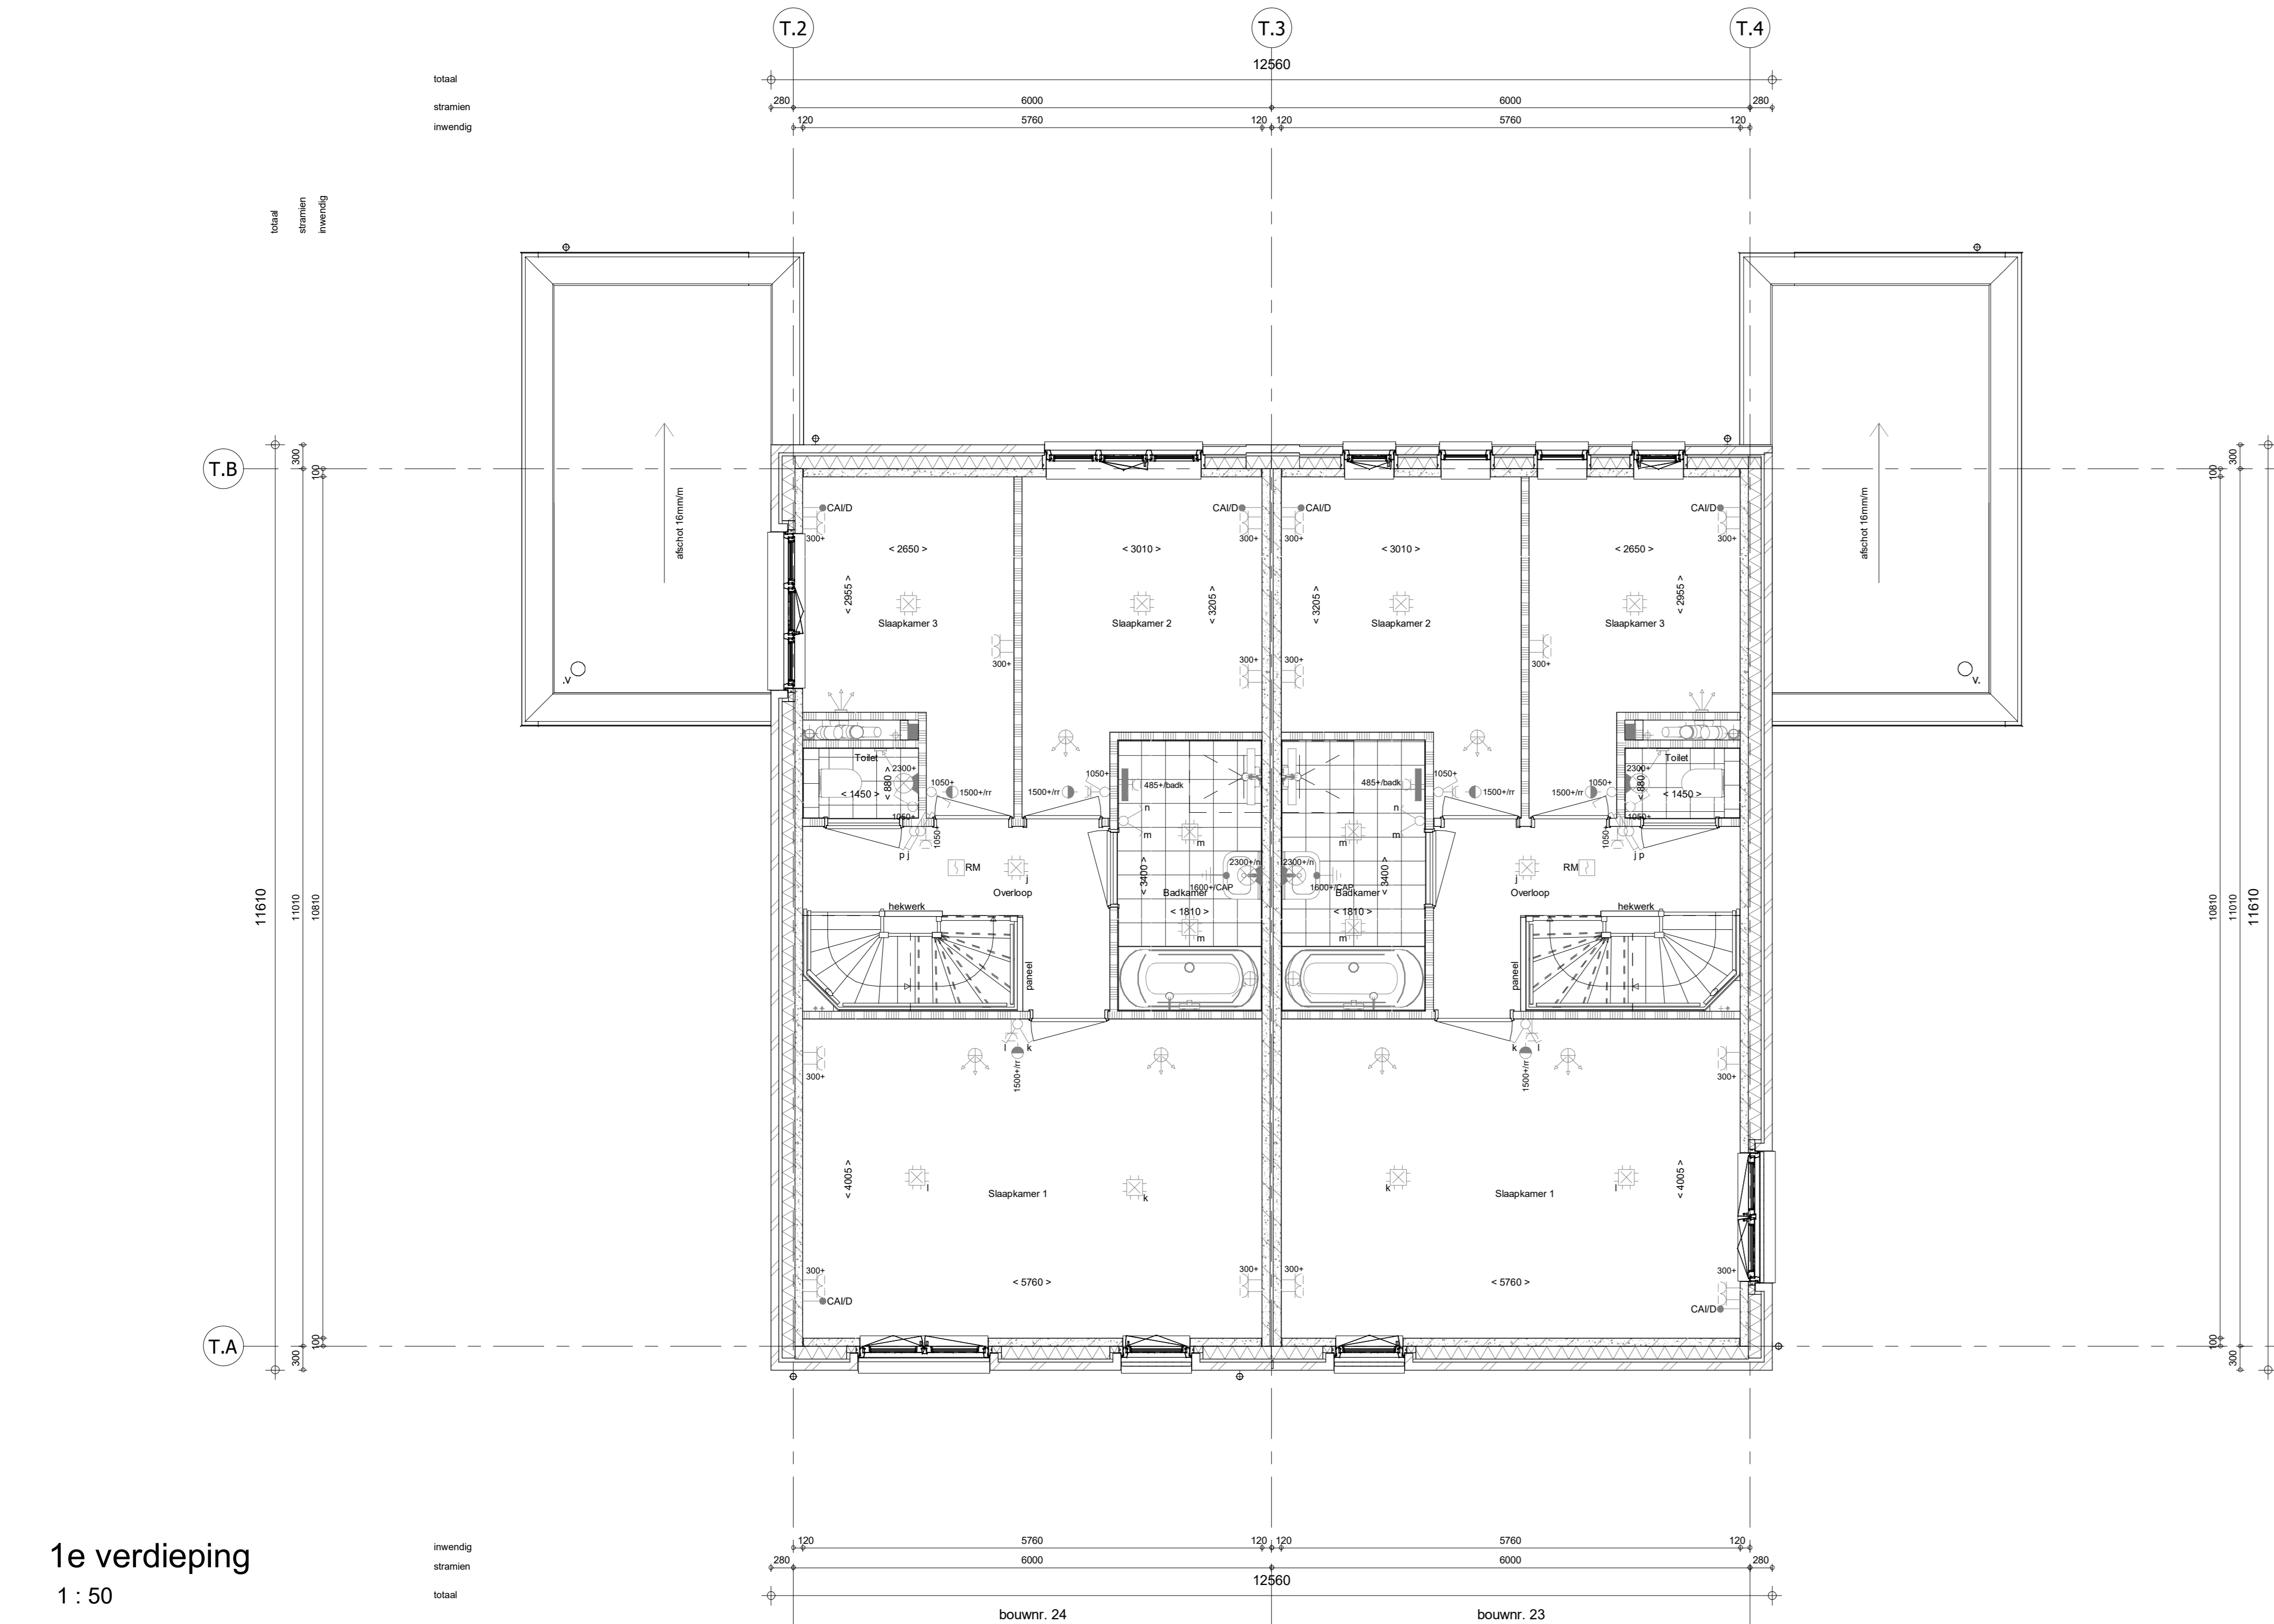 T.2 T.3 T.4
totaal 12560
stramien 280 6000 6000 280
inwendig 120 5760 120 120 5760 120
totaal stramien inwendig
T.B
300 100
100 300
afschot 16mm/m
afschot 16mm/m
CAI/D CAI/D CAI/D CAI/D
300+ 300+ 300+ 300+
< 2650 > < 3010 > < 3010 > < 2650 >
< 2955 > < 3205 > < 3205 > < 2955 >
Slaapkamer 3 Slaapkamer 2 Slaapkamer 2 Slaapkamer 3
300+ 300+ 300+ 300+
.v v.
Toilet Toilet
2300+ 2300+
< 880 > < 880 >
1050+ 1050+ 1050+ 1050+
485+/badk 485+/badk
< 1450 > 1500+/rr 1500+/rr 1500+/rr 1500+/rr < 1450 >
1050+ 1050+
n n
m m
1050+ 1050+
m m
p j j p
RM RM
j j
2300+/n 2300+/n
< 3400 > < 3400 >
1600+/CAP 1600+/CAP
Overloop Badkamer Badkamer Overloop
hekwerk < 1810 > < 1810 > hekwerk
m m
11610 11010 10810
10810 11010 11610
paneel paneel
l k k l
1500+/rr 1500+/rr
300+ 300+
< 4005 > < 4005 >
l k k l
Slaapkamer 1 Slaapkamer 1
300+ 300+ 300+ 300+
< 5760 > < 5760 >
CAI/D CAI/D
T.A
100 300
100 300
1e verdieping
1 : 50
inwendig 120 5760 120 120 5760 120
stramien 280 6000 6000 280
totaal 12560
bouwnr. 24 bouwnr. 23